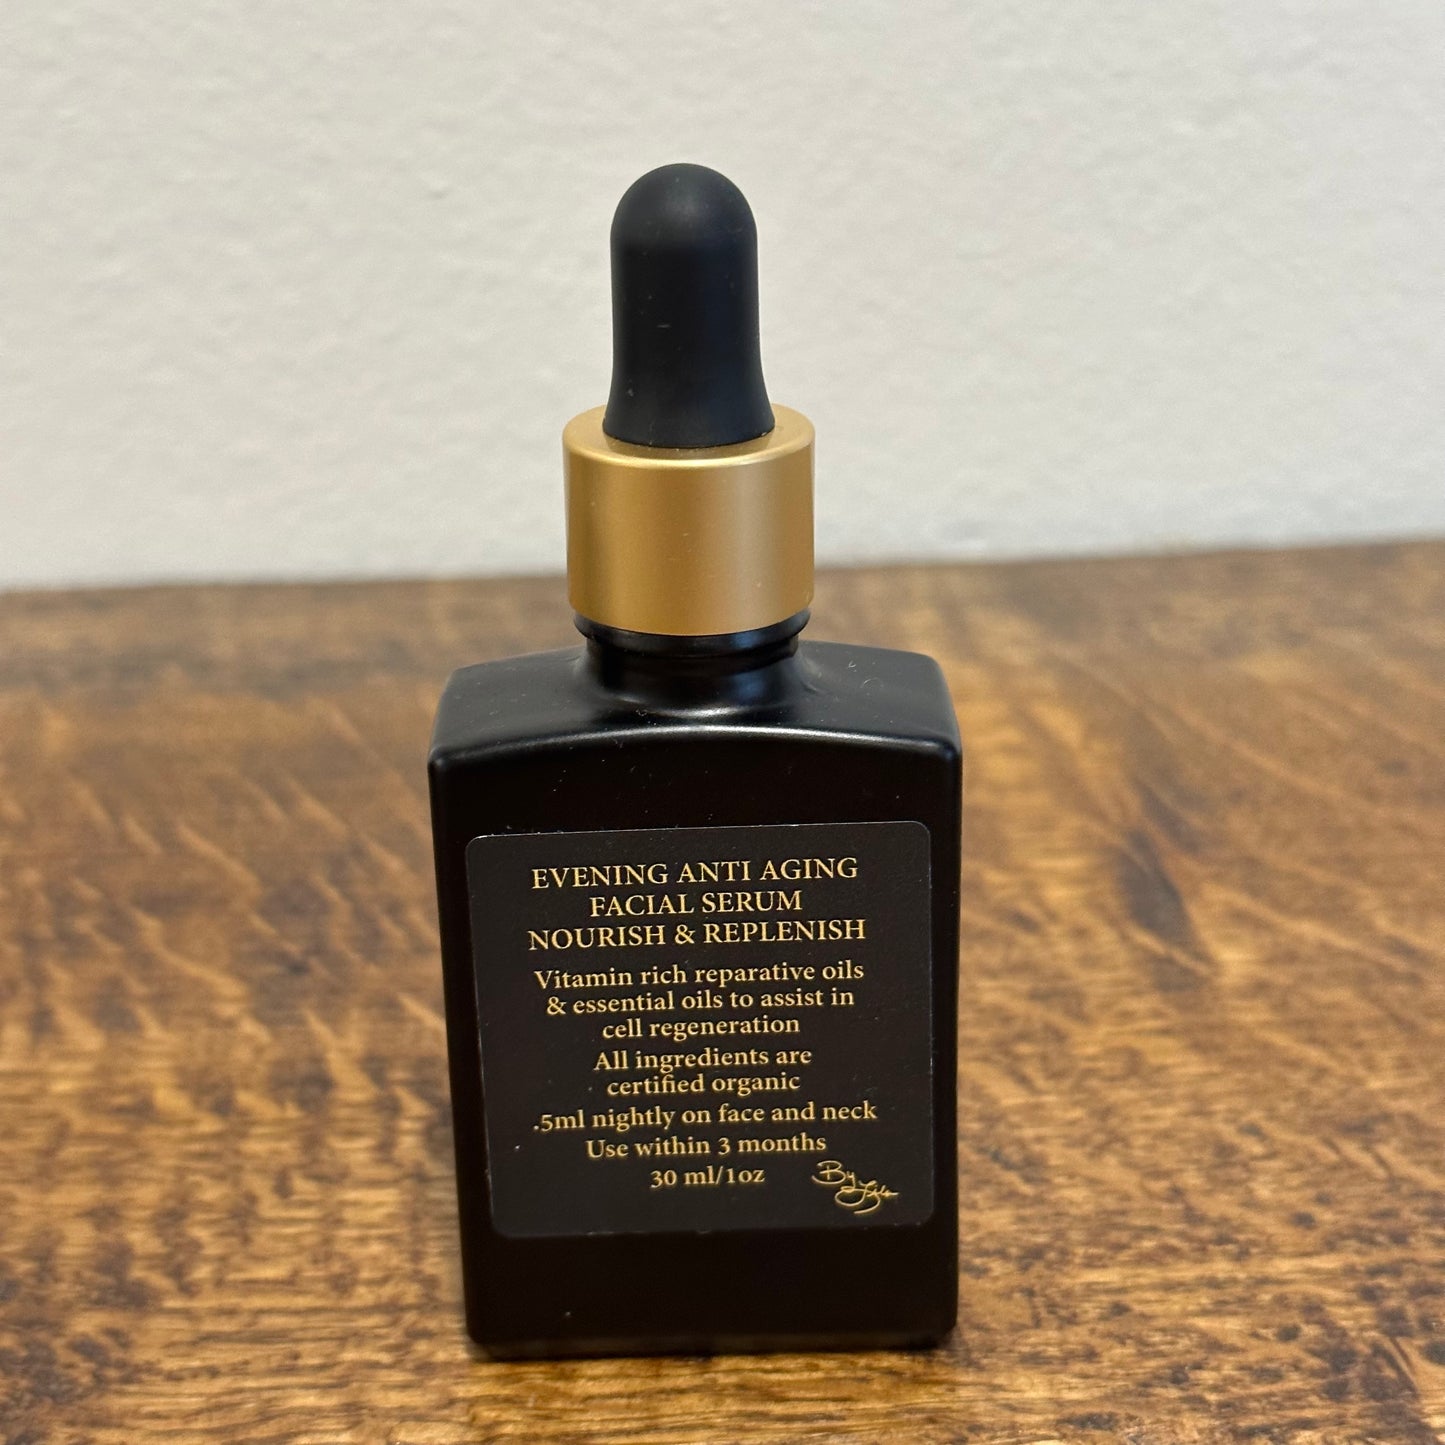 EVENING ANTI AGING
FACIAL SERUM
NOURISH & REPLENISH
Vitamin rich reparative oils
& essential oils to assist in
cell regeneration
All ingredients are
certified organic
.5ml nightly on face and neck
Use within 3 months
30 ml/1oz
By